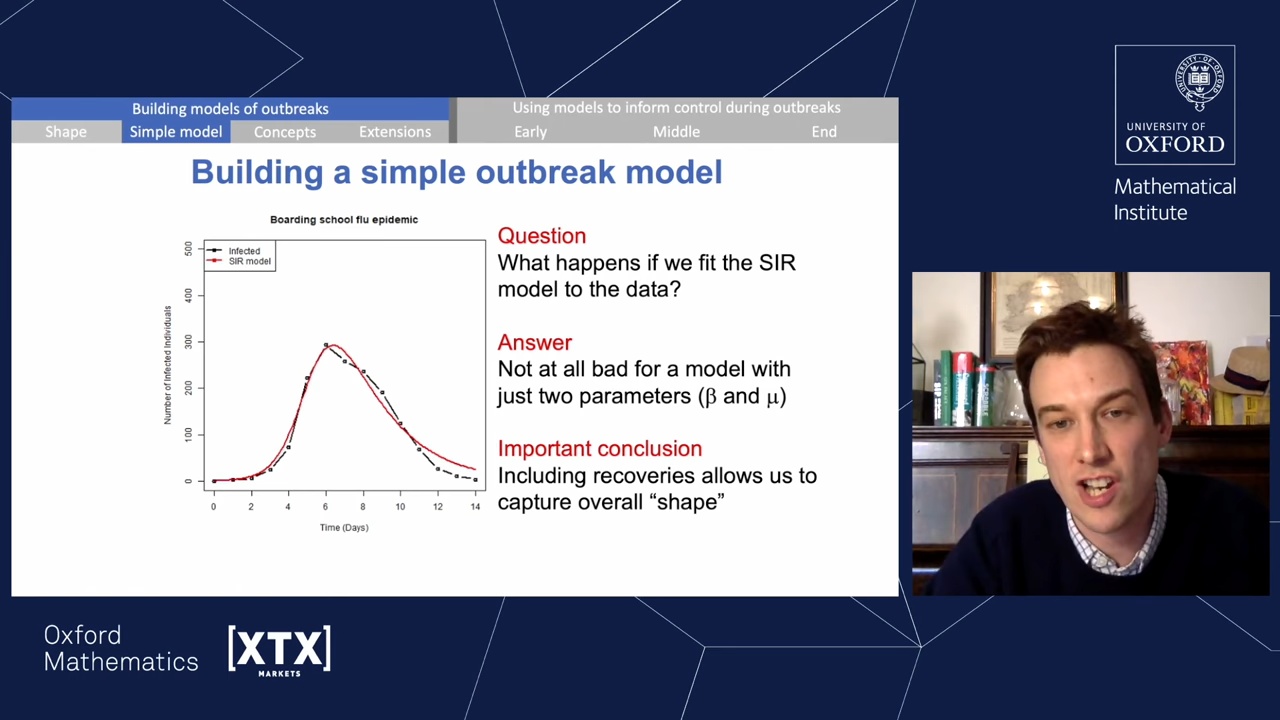 Building models of outbreaks
Using models to inform control during outbreaks
Shape
Simple model
Concepts
Extensions
Early
Middle
End
Building a simple outbreak model
Boarding school flu epidemic
Infected
SIR model
500
400
300
200
100
0
Number of Infected Individuals
0 2 4 6 8 10 12 14
Time (Days)
Question
What happens if we fit the SIR
model to the data?
Answer
Not at all bad for a model with
just two parameters (β and μ)
Important conclusion
Including recoveries allows us to
capture overall “shape”
UNIVERSITY OF
OXFORD
Mathematical
Institute
Oxford
Mathematics
[XTX]
MARKETS